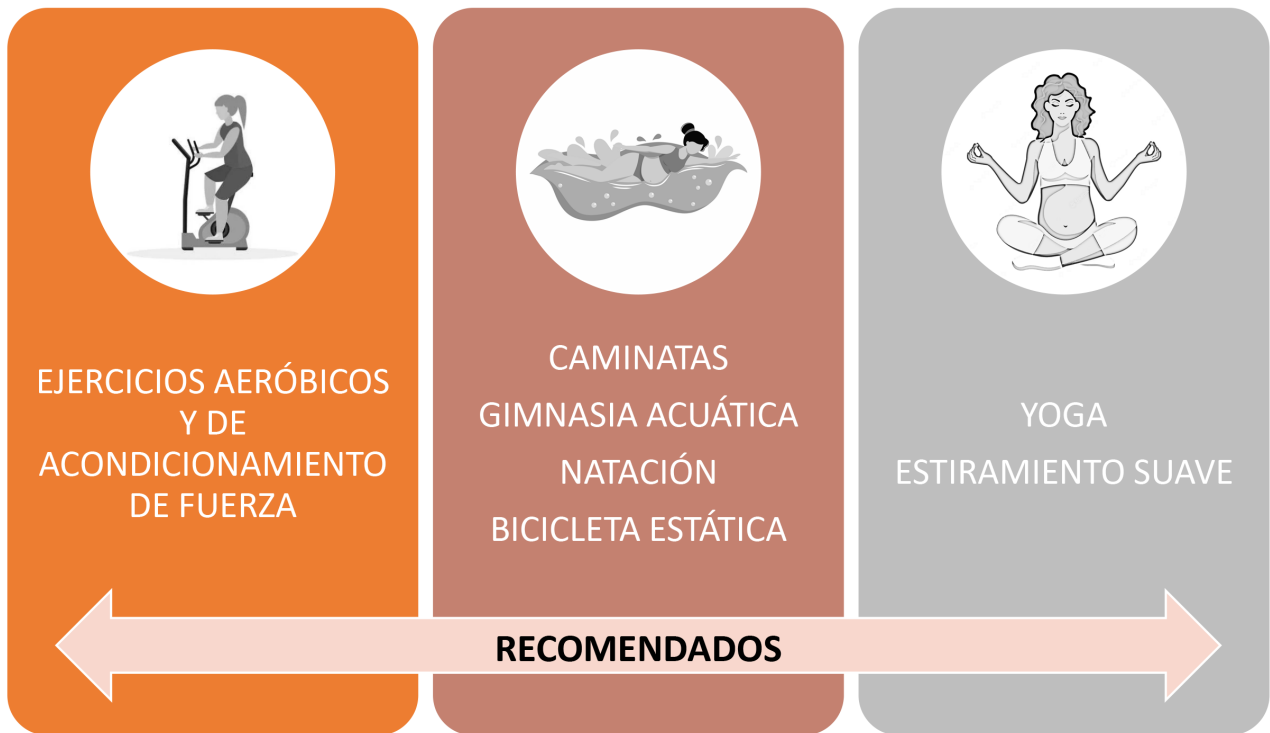 EJERCICIOS AERÓBICOS
Y DE
ACONDICIONAMIENTO
DE FUERZA
CAMINATAS
GIMNASIA ACUÁTICA
NATACIÓN
BICICLETA ESTÁTICA
YOGA
ESTIRAMIENTO SUAVE
RECOMENDADOS